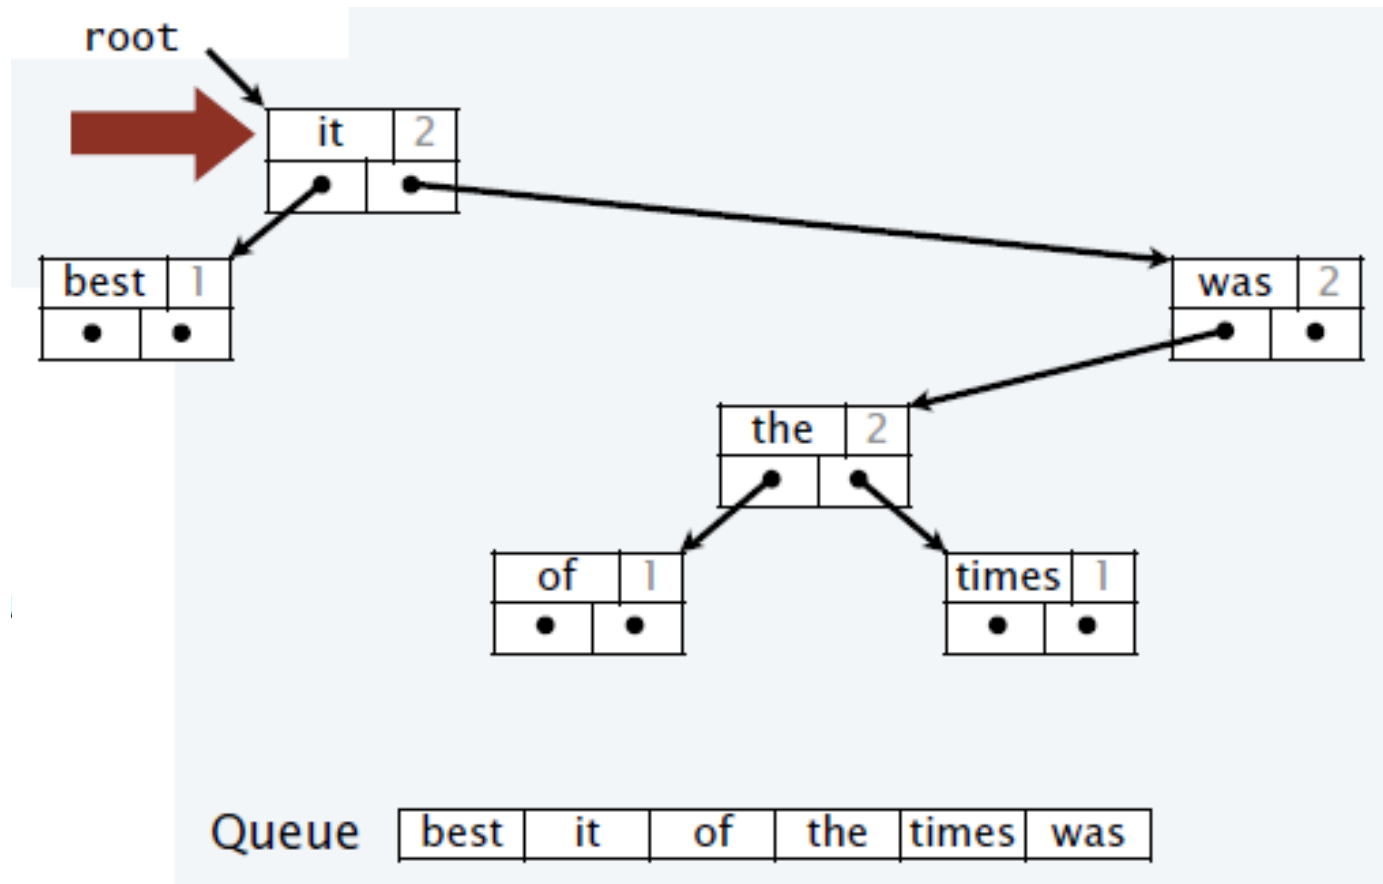 root
it 2
best 1
was 2
the 2
of 1
times 1
Queue best it of the times was